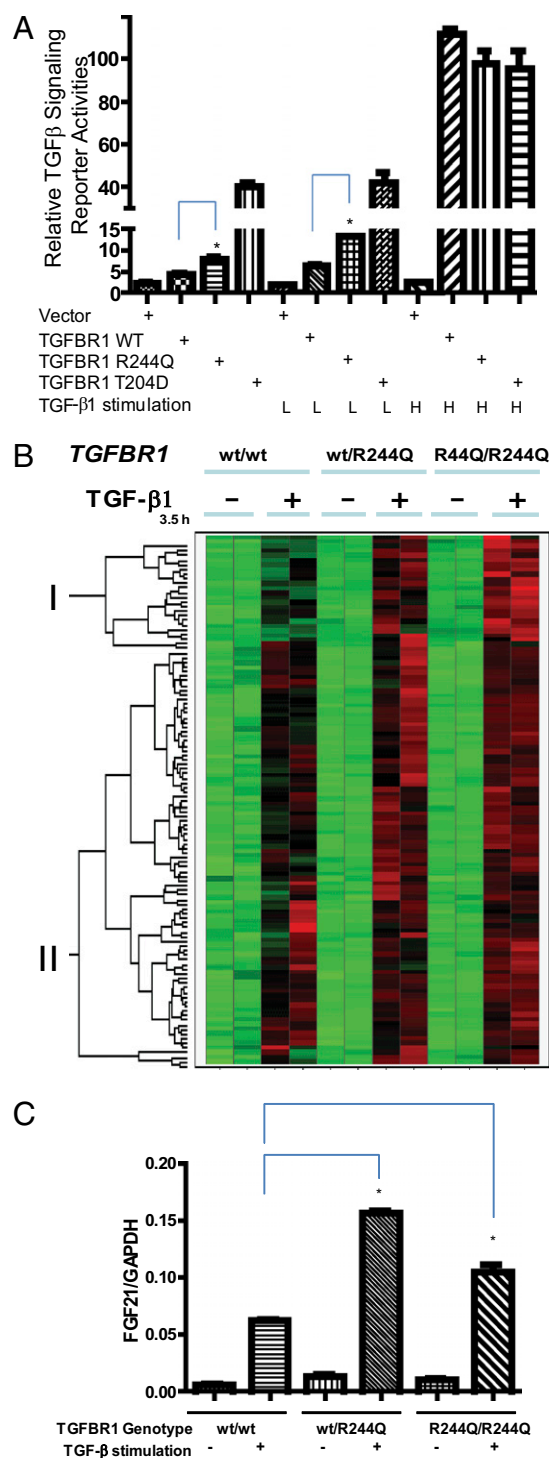 A
Relative TGFβ Signaling
Reporter Activities
100
80
60
40
15
10
5
0
*
*
Vector + + +
TGFBR1 WT + + +
TGFBR1 R244Q + + +
TGFBR1 T204D + + +
TGF-β1 stimulation L L L L H H H H
B
TGFBR1 wt/wt wt/R244Q R44Q/R244Q
TGF-β1 − + − + − +
3.5 h
I
II
C
FGF21/GAPDH
0.20
0.15
0.10
0.05
0.00
*
*
TGFBR1 Genotype wt/wt wt/R244Q R244Q/R244Q
TGF-β stimulation - + - + - +